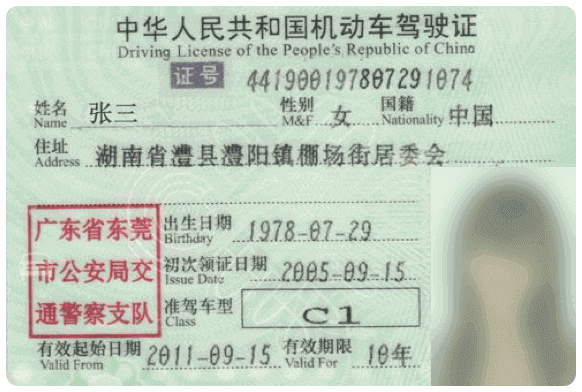 中华人民共和国机动车驾驶证
Driving License of the People's Republic of China
证号 441900197807291074
姓名 Name 张三 性别 M&F 女 国籍 Nationality 中国
住址 Address 湖南省澧县澧阳镇棚场街居委会
广东省东莞
市公安局交
通警察支队
出生日期 Birthday 1978-07-29
初次领证日期 Issue Date 2005-09-15
准驾车型 Class C1
有效起始日期 Valid From 2011-09-15 有效期限 Valid For 10年